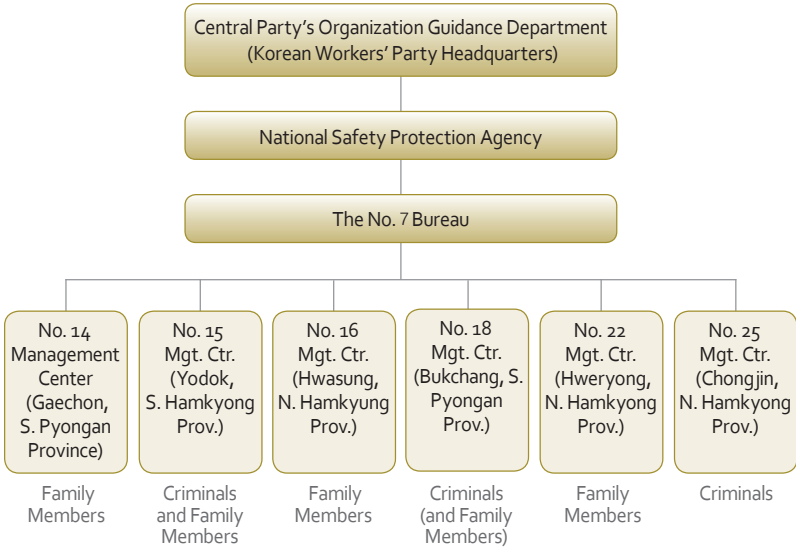 Central Party's Organization Guidance Department
(Korean Workers' Party Headquarters)
National Safety Protection Agency
The No. 7 Bureau
No. 14
Management
Center
(Gaechon,
S. Pyongan
Province)
Family
Members
No. 15
Mgt. Ctr.
(Yodok,
S. Hamkyong
Prov.)
Criminals
and Family
Members
No. 16
Mgt. Ctr.
(Hwasung,
N. Hamkyung
Prov.)
Family
Members
No. 18
Mgt. Ctr.
(Bukchang, S.
Pyongan
Prov.)
Criminals
(and Family
Members)
No. 22
Mgt. Ctr.
(Hweryong,
N. Hamkyong
Prov.)
Family
Members
No. 25
Mgt. Ctr.
(Chongjin,
N. Hamkyong
Prov.)
Criminals